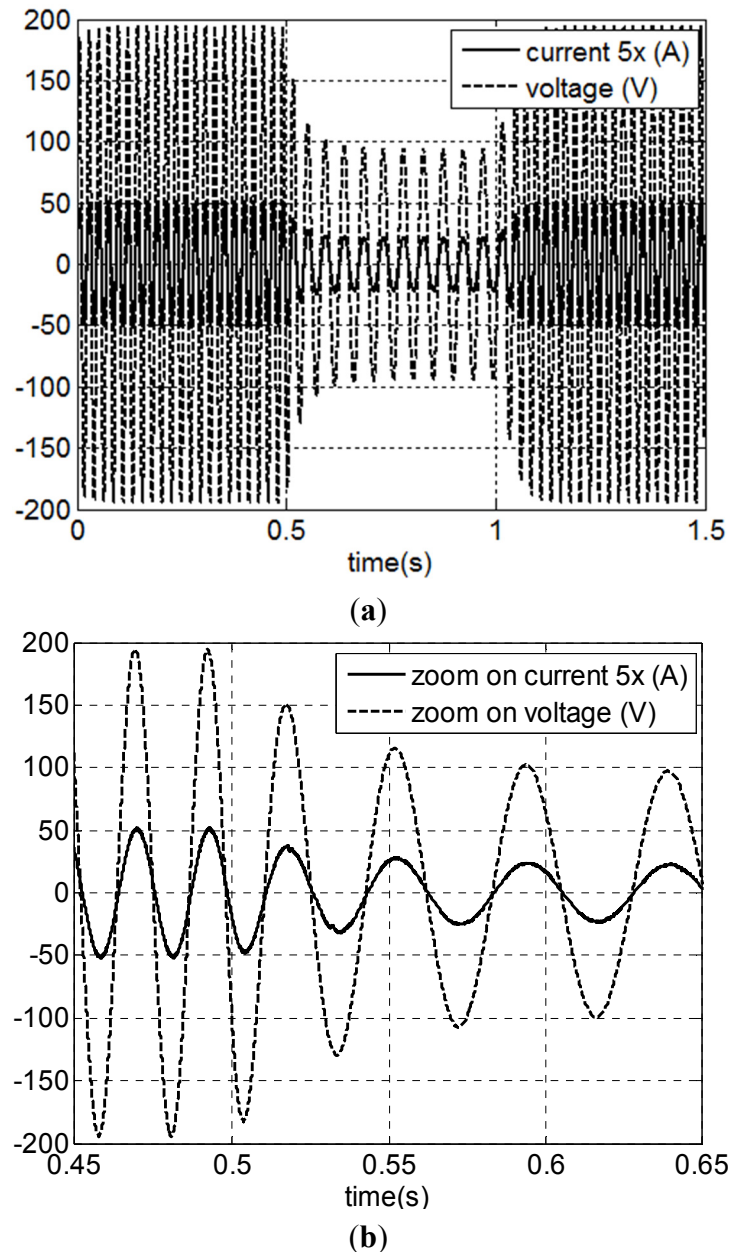 200
current 5x (A)
voltage (V)
150
100
50
0
-50
-100
-150
-200
0 0.5 1 1.5
time(s)
(a)
200
zoom on current 5x (A)
zoom on voltage (V)
150
100
50
0
-50
-100
-150
-200
0.45 0.5 0.55 0.6 0.65
time(s)
(b)